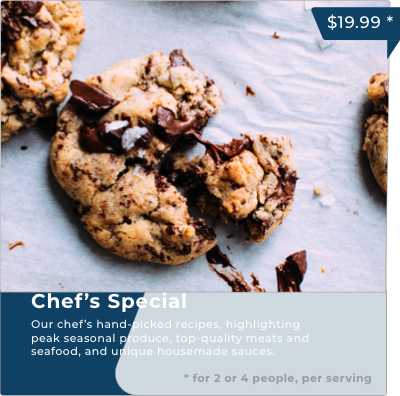 $19.99 *
Chef's Special
Our chef's hand-picked recipes, highlighting
peak seasonal produce, top-quality meats and
seafood, and unique housemade sauces.
* for 2 or 4 people, per serving